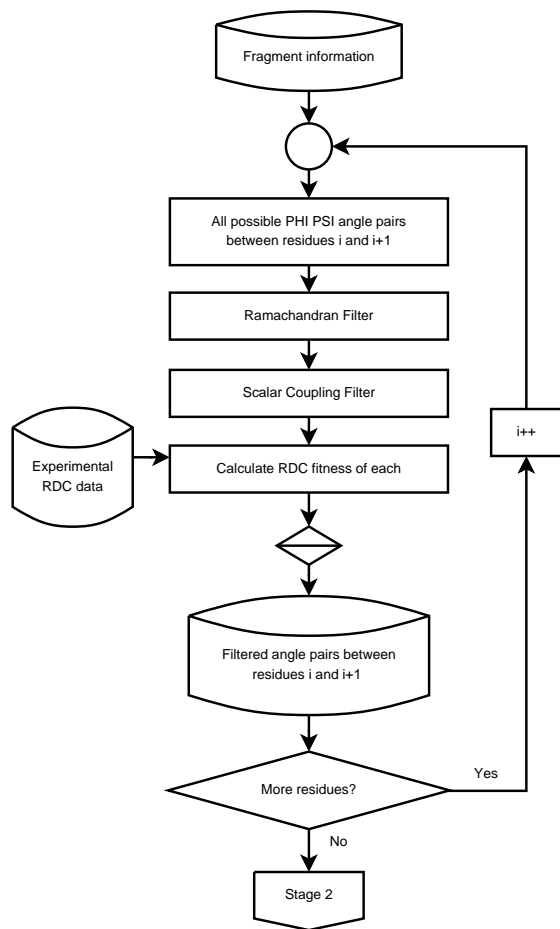 Fragment information
All possible PHI PSI angle pairs
between residues i and i+1
Ramachandran Filter
Scalar Coupling Filter
i++
Experimental
RDC data
Calculate RDC fitness of each
Filtered angle pairs between
residues i and i+1
More residues?
Yes
No
Stage 2